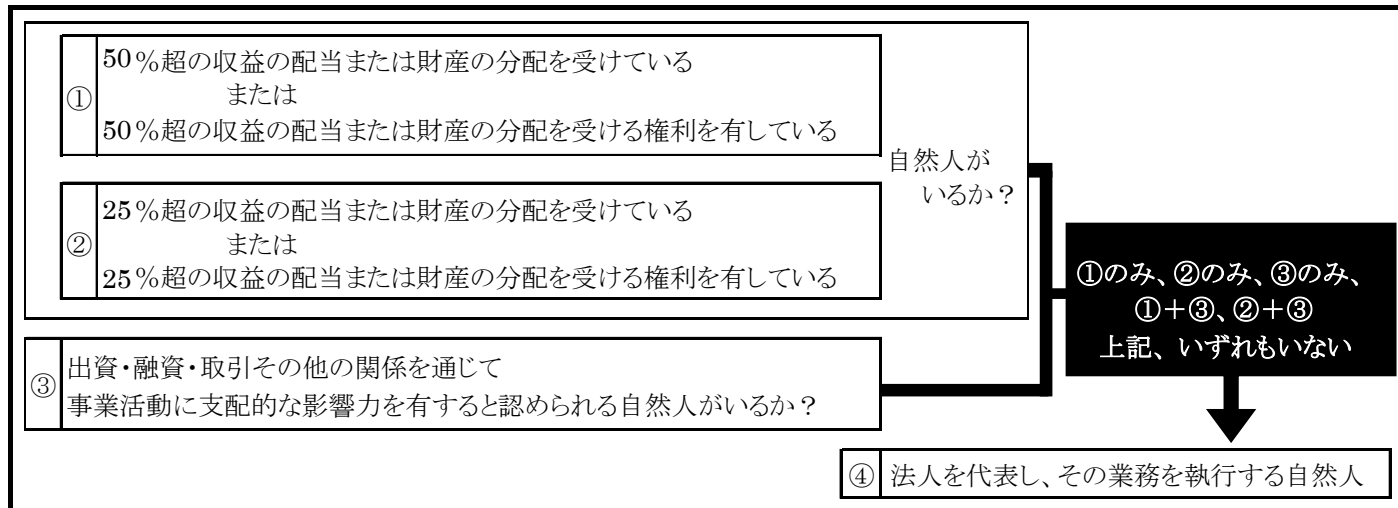 ①
50%超の収益の配当または財産の分配を受けている
または
50%超の収益の配当または財産の分配を受ける権利を有している
②
25%超の収益の配当または財産の分配を受けている
または
25%超の収益の配当または財産の分配を受ける権利を有している
自然人が
いるか?
③
出資・融資・取引その他の関係を通じて
事業活動に支配的な影響力を有すると認められる自然人がいるか?
①のみ、②のみ、③のみ、
①+③、②+③
上記、いずれもいない
④ 法人を代表し、その業務を執行する自然人